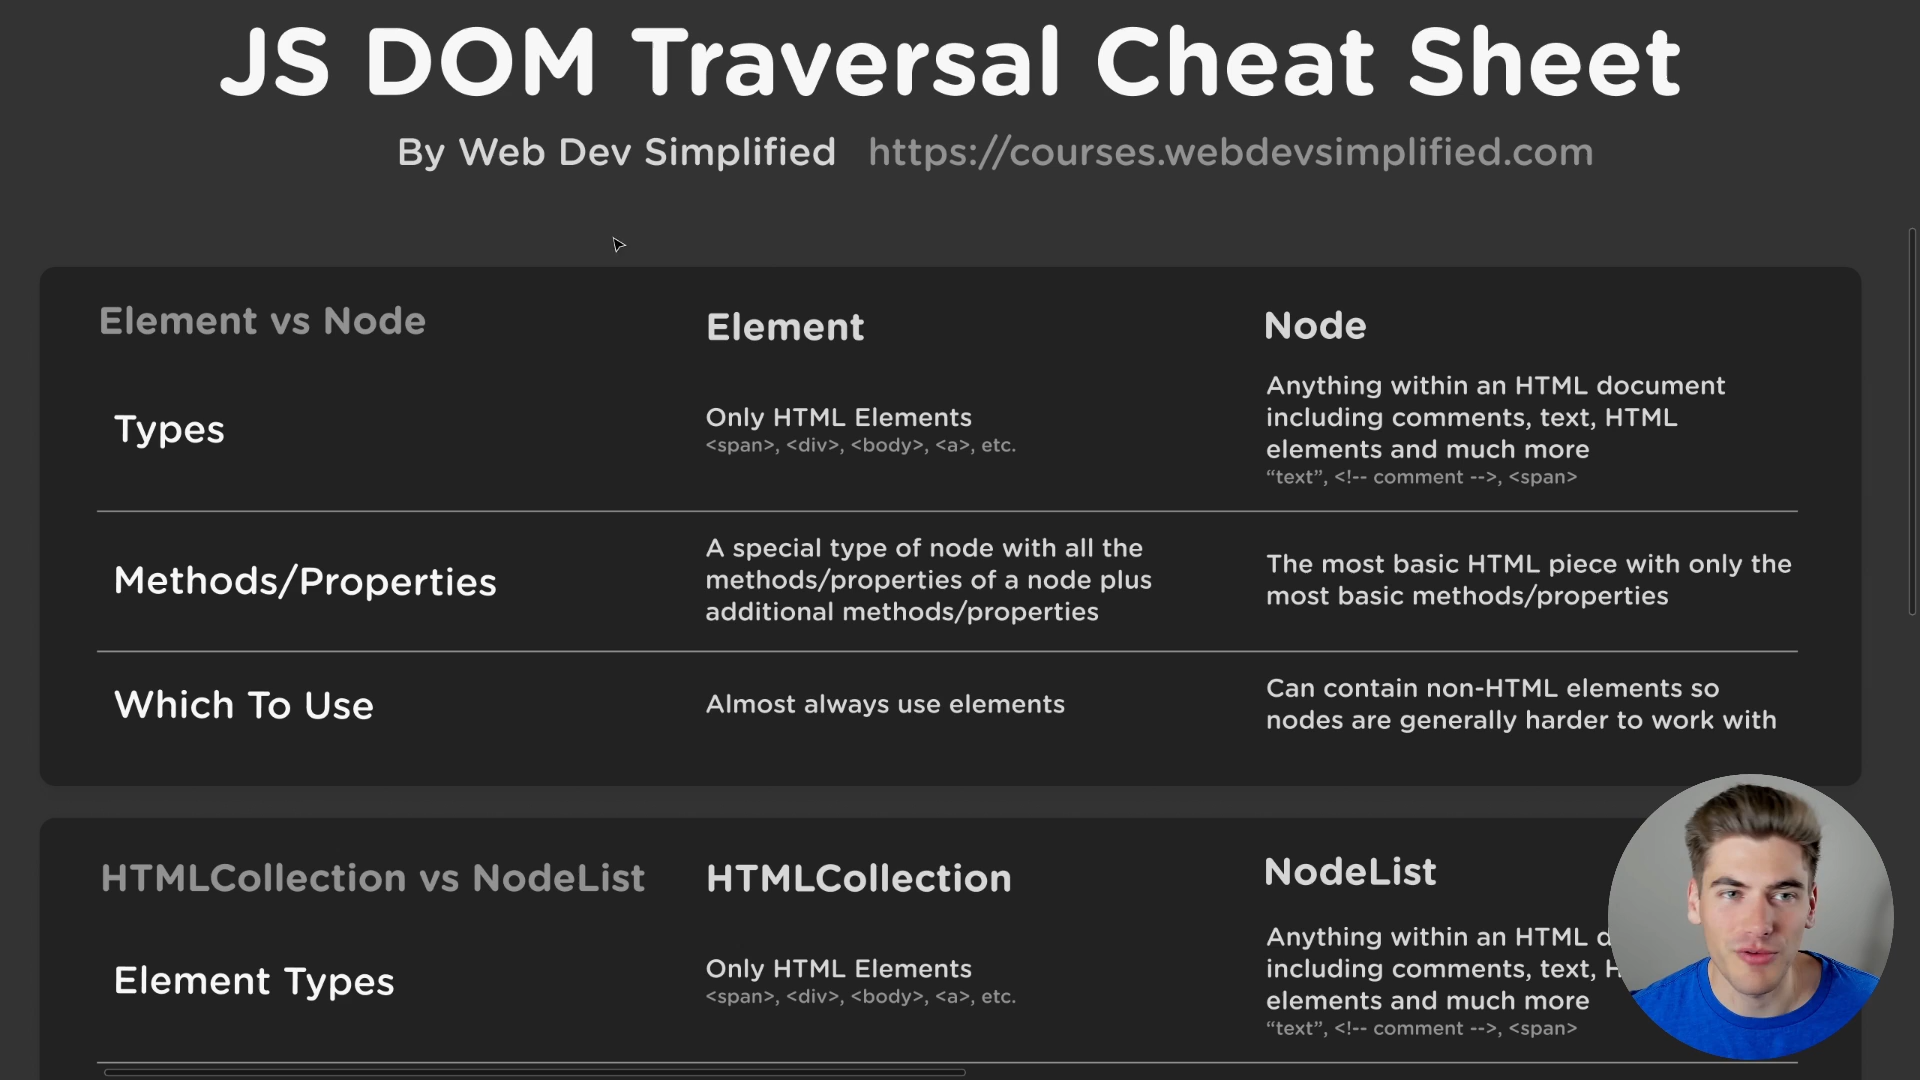 JS DOM Traversal Cheat Sheet
By Web Dev Simplified https://courses.webdevsimplified.com
Element vs Node
Element
Node
Types
Only HTML Elements
<span>, <div>, <body>, <a>, etc.
Anything within an HTML document
including comments, text, HTML
elements and much more
“text”, <!-- comment -->, <span>
Methods/Properties
A special type of node with all the
methods/properties of a node plus
additional methods/properties
The most basic HTML piece with only the
most basic methods/properties
Which To Use
Almost always use elements
Can contain non-HTML elements so
nodes are generally harder to work with
HTMLCollection vs NodeList
HTMLCollection
NodeList
Element Types
Only HTML Elements
<span>, <div>, <body>, <a>, etc.
Anything within an HTML
including comments, text,
elements and much more
“text”, <!-- comment -->, <span>